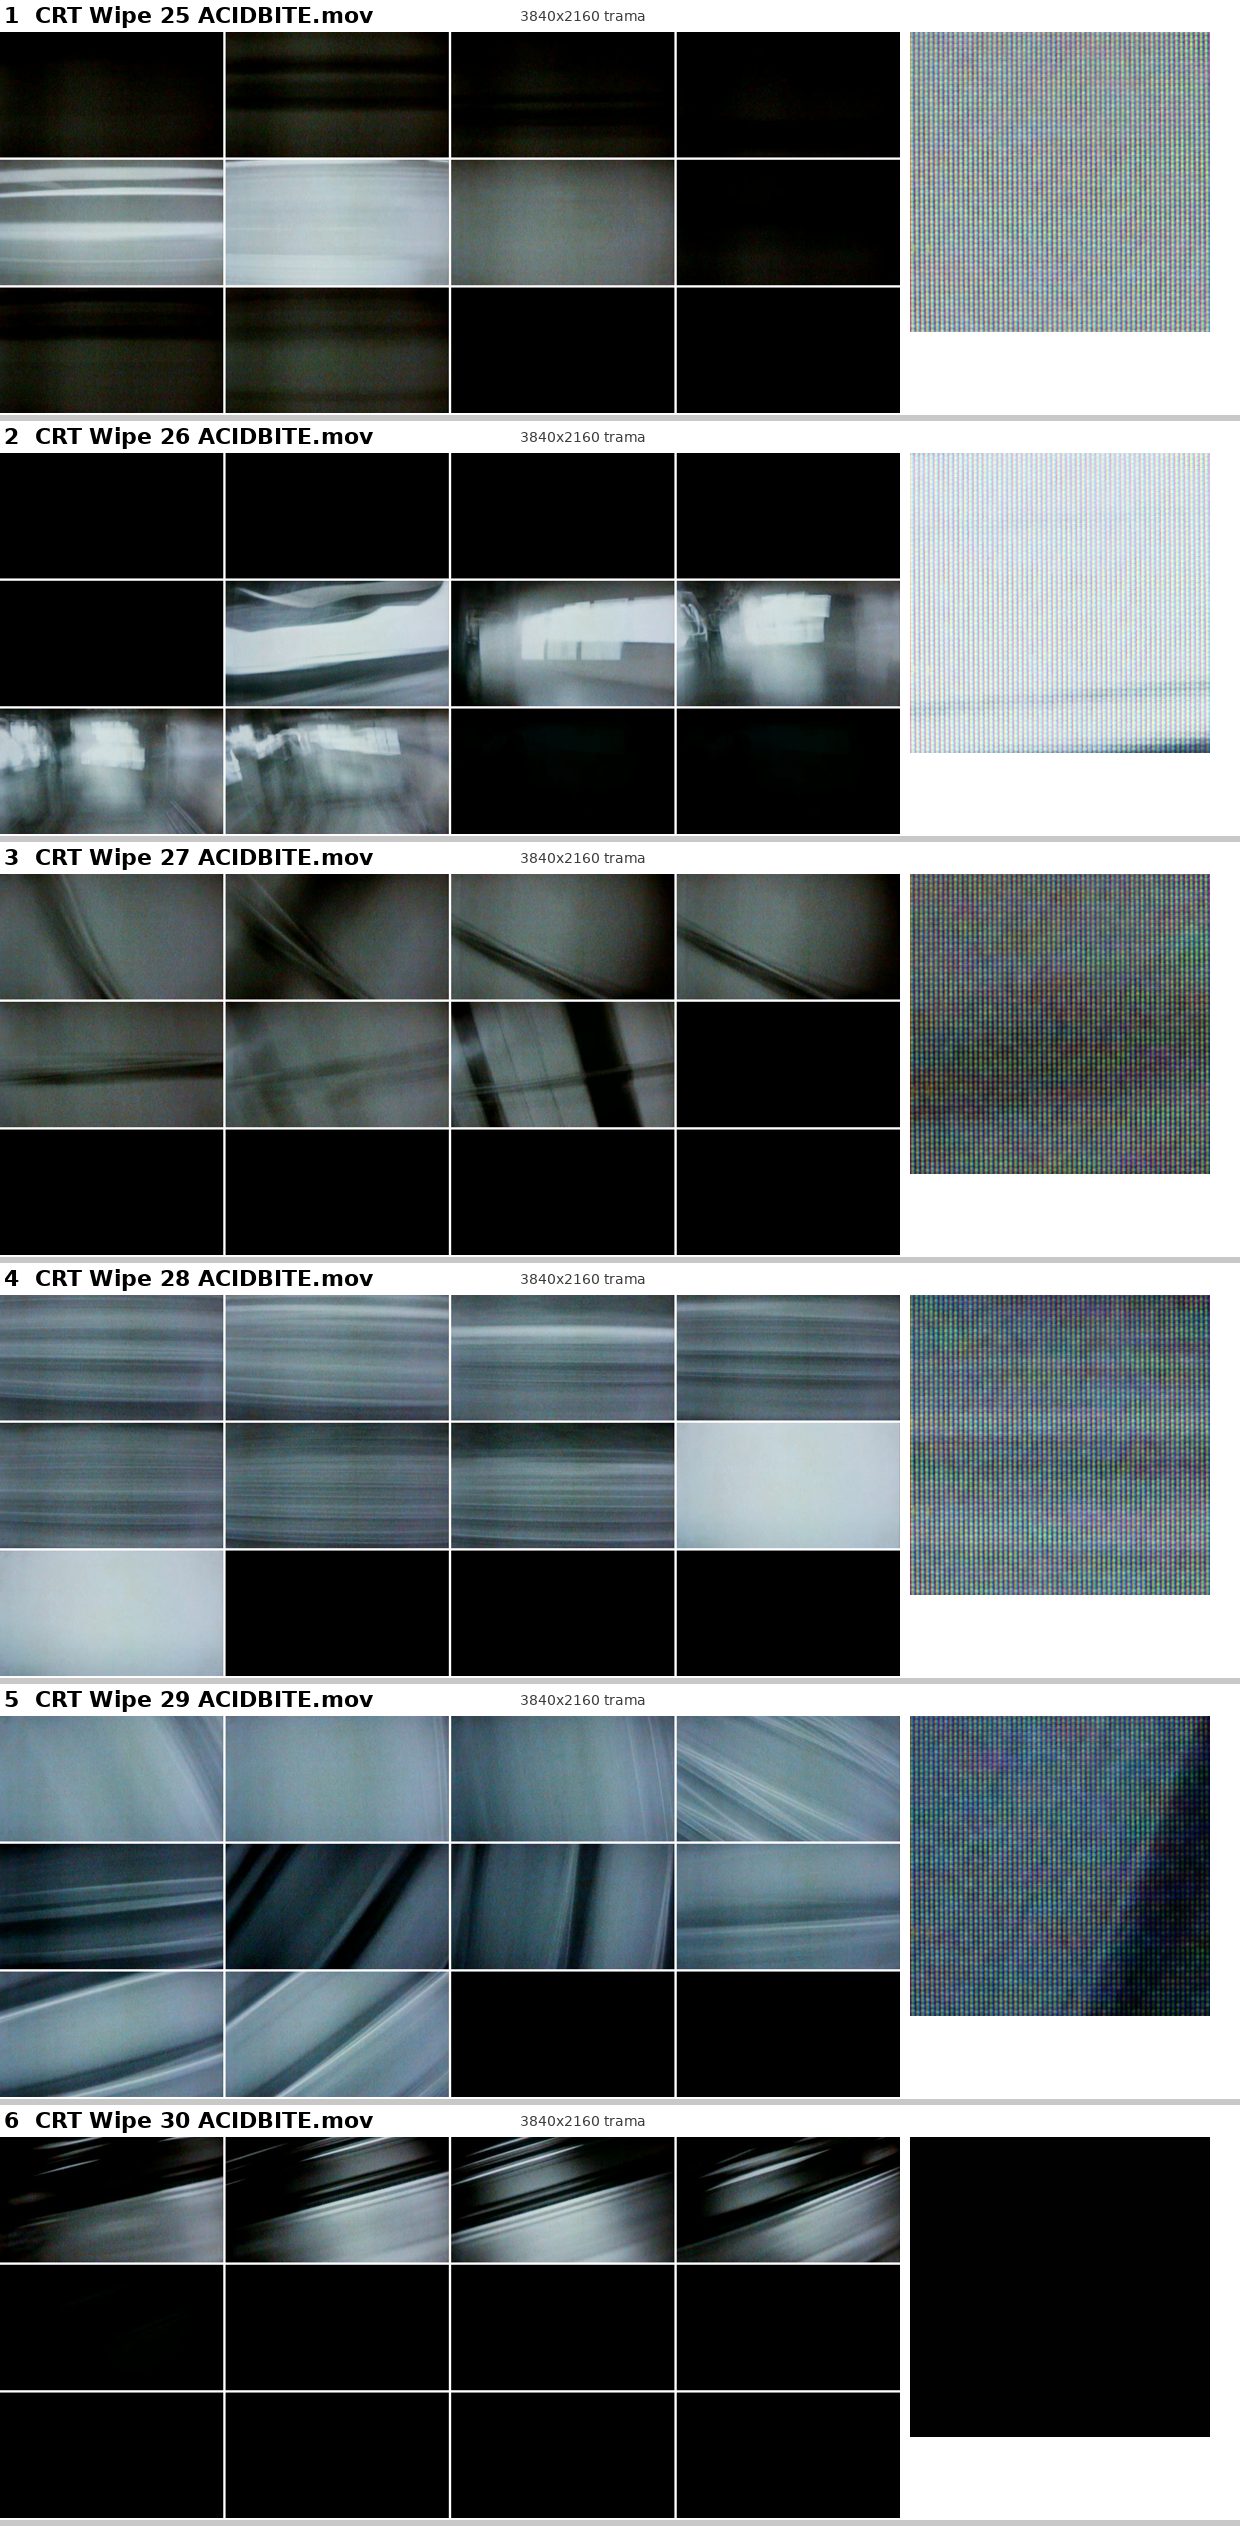 1 CRT Wipe 25 ACIDBITE.mov 3840x2160 trama
2 CRT Wipe 26 ACIDBITE.mov 3840x2160 trama
3 CRT Wipe 27 ACIDBITE.mov 3840x2160 trama
4 CRT Wipe 28 ACIDBITE.mov 3840x2160 trama
5 CRT Wipe 29 ACIDBITE.mov 3840x2160 trama
6 CRT Wipe 30 ACIDBITE.mov 3840x2160 trama